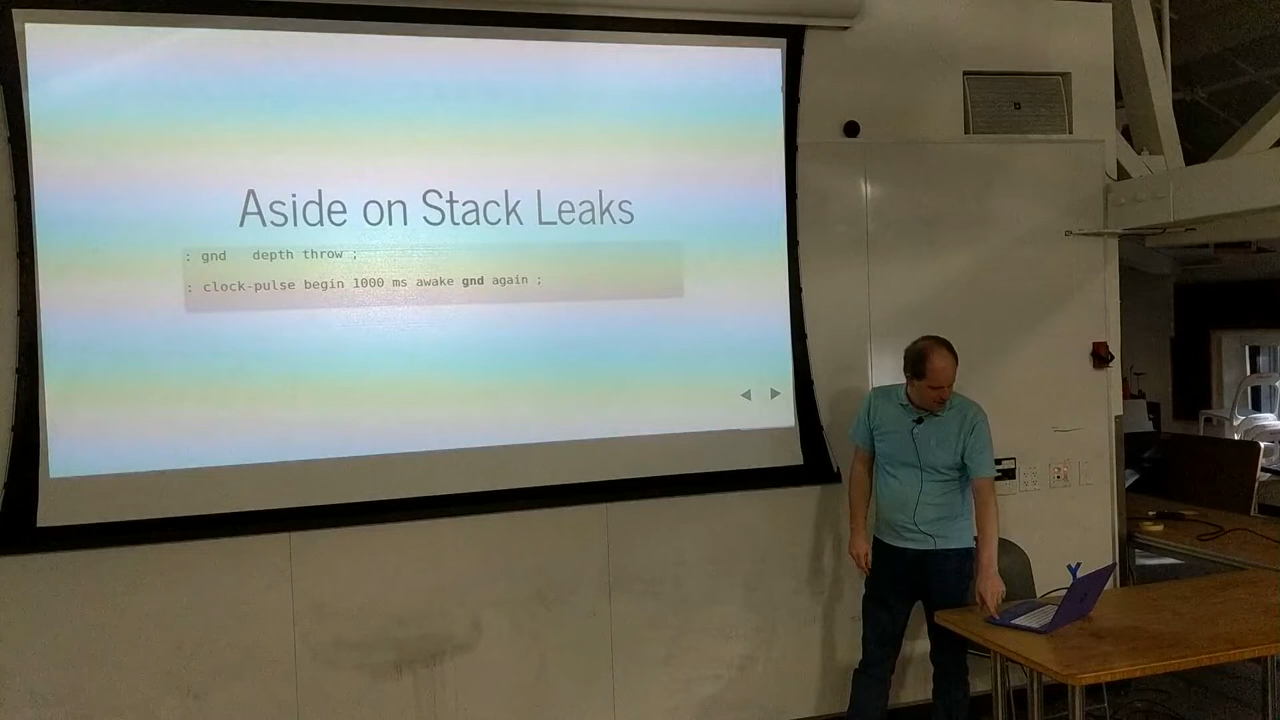 Aside on Stack Leaks
: gnd   depth throw ;
: clock-pulse begin 1000 ms awake gnd again ;